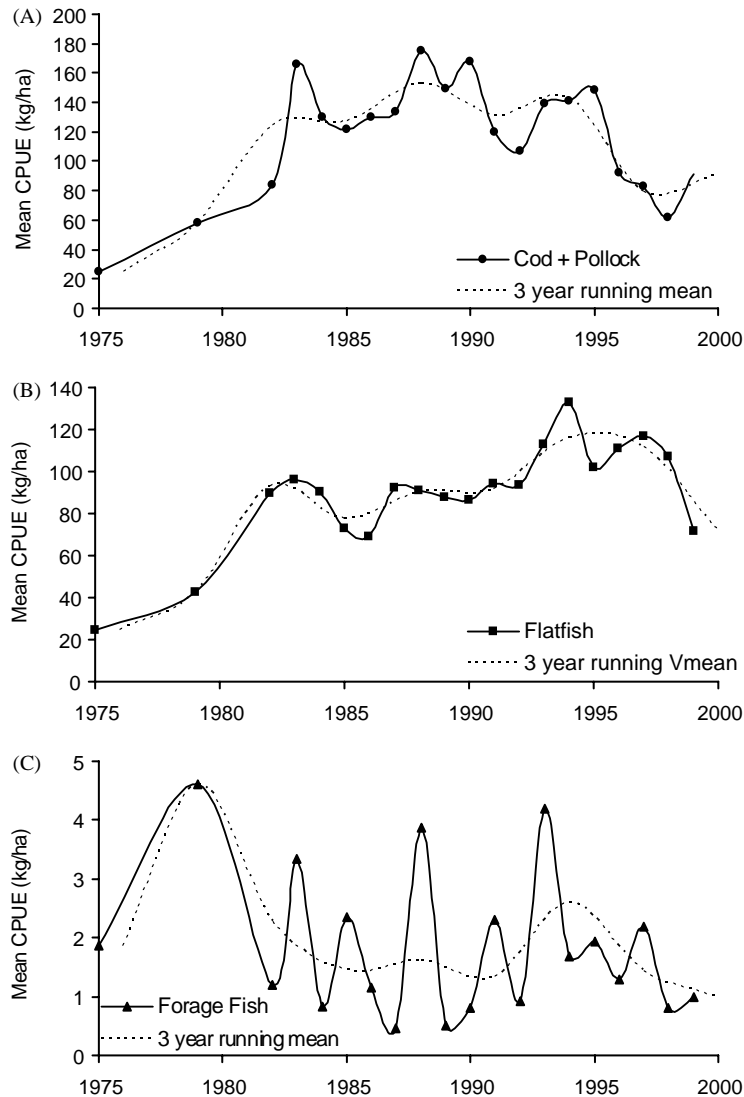 (A)
Mean CPUE (kg/ha)
200
180
160
140
120
100
80
60
40
20
0
Cod + Pollock
3 year running mean
1975 1980 1985 1990 1995 2000
(B)
Mean CPUE (kg/ha)
140
120
100
80
60
40
20
0
Flatfish
3 year running Vmean
1975 1980 1985 1990 1995 2000
(C)
Mean CPUE (kg/ha)
5
4
3
2
1
0
Forage Fish
3 year running mean
1975 1980 1985 1990 1995 2000